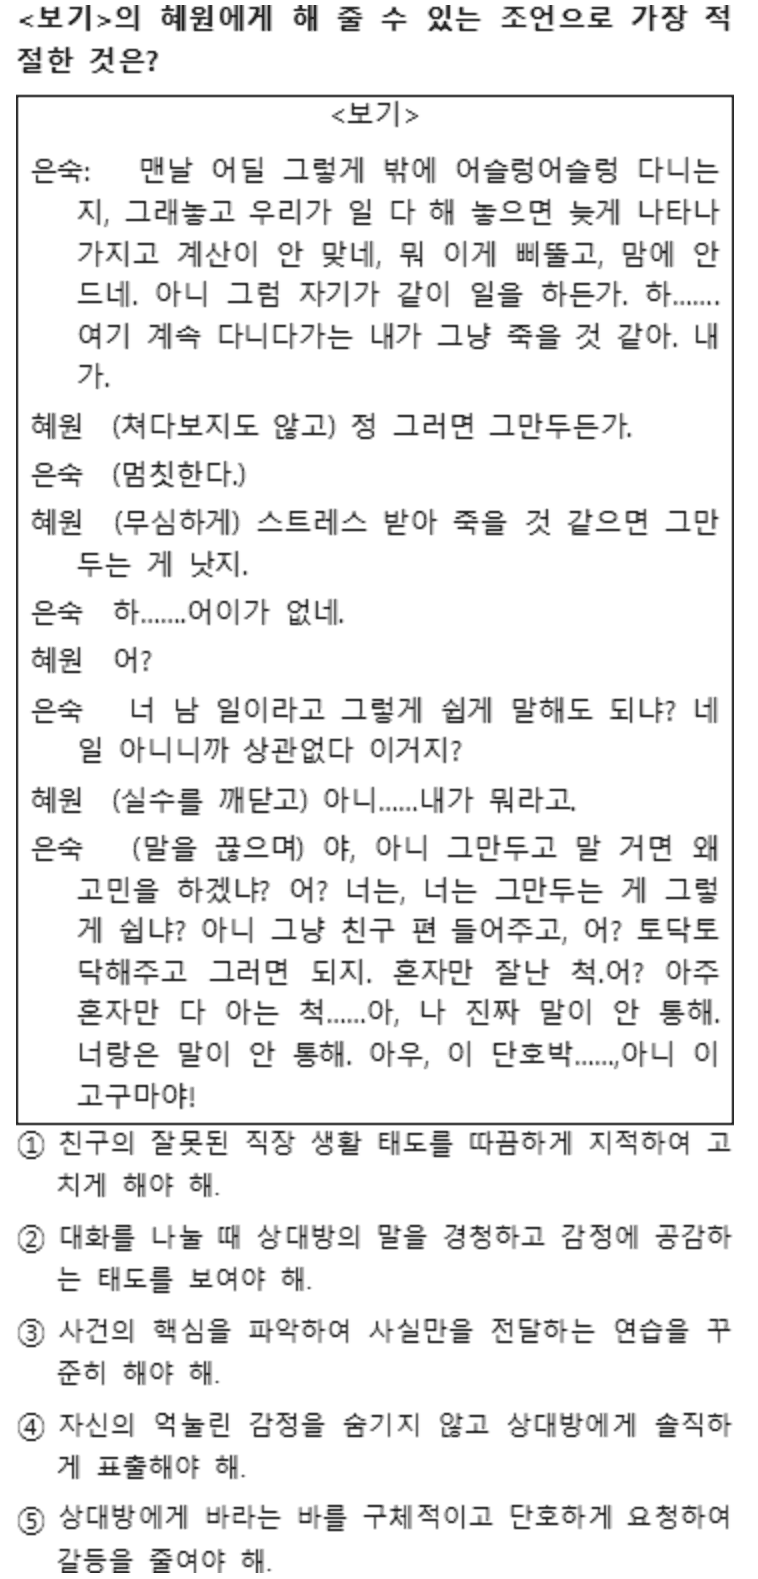 <보기>의 혜원에게 해 줄 수 있는 조언으로 가장 적
절한 것은?
<보기>
은숙: 맨날 어딜 그렇게 밖에 어슬렁어슬렁 다니는
지, 그래놓고 우리가 일 다 해 놓으면 늦게 나타나
가지고 계산이 안 맞네, 뭐 이게 삐뚤고, 맘에 안
드네. 아니 그럼 자기가 같이 일을 하든가. 하.......
여기 계속 다니다가는 내가 그냥 죽을 것 같아. 내
가.
혜원 (쳐다보지도 않고) 정 그러면 그만두든가.
은숙 (멈칫한다.)
혜원 (무심하게) 스트레스 받아 죽을 것 같으면 그만
두는 게 낫지.
은숙 하.......어이가 없네.
혜원 어?
은숙 너 남 일이라고 그렇게 쉽게 말해도 되냐? 네
일 아니니까 상관없다 이거지?
혜원 (실수를 깨닫고) 아니......내가 뭐라고.
은숙 (말을 끊으며) 야, 아니 그만두고 말 거면 왜
고민을 하겠냐? 어? 너는, 너는 그만두는 게 그렇
게 쉽냐? 아니 그냥 친구 편 들어주고, 어? 토닥토
닥해주고 그러면 되지. 혼자만 잘난 척.어? 아주
혼자만 다 아는 척......아, 나 진짜 말이 안 통해.
너랑은 말이 안 통해. 아우, 이 단호박......,아니 이
고구마야!
① 친구의 잘못된 직장 생활 태도를 따끔하게 지적하여 고
치게 해야 해.
② 대화를 나눌 때 상대방의 말을 경청하고 감정에 공감하
는 태도를 보여야 해.
③ 사건의 핵심을 파악하여 사실만을 전달하는 연습을 꾸
준히 해야 해.
④ 자신의 억눌린 감정을 숨기지 않고 상대방에게 솔직하
게 표출해야 해.
⑤ 상대방에게 바라는 바를 구체적이고 단호하게 요청하여
갈등을 줄여야 해.